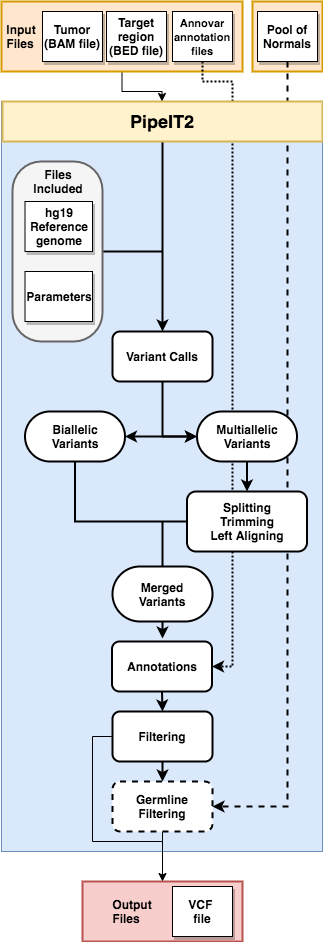 Input
Files
Tumor
(BAM file)
Target
region
(BED file)
Annovar
annotation
files
Pool of
Normals
PipeIT2
Files
Included
hg19
Reference
genome
Parameters
Variant Calls
Biallelic
Variants
Multiallelic
Variants
Splitting
Trimming
Left Aligning
Merged
Variants
Annotations
Filtering
Germline
Filtering
Output
Files
VCF
file